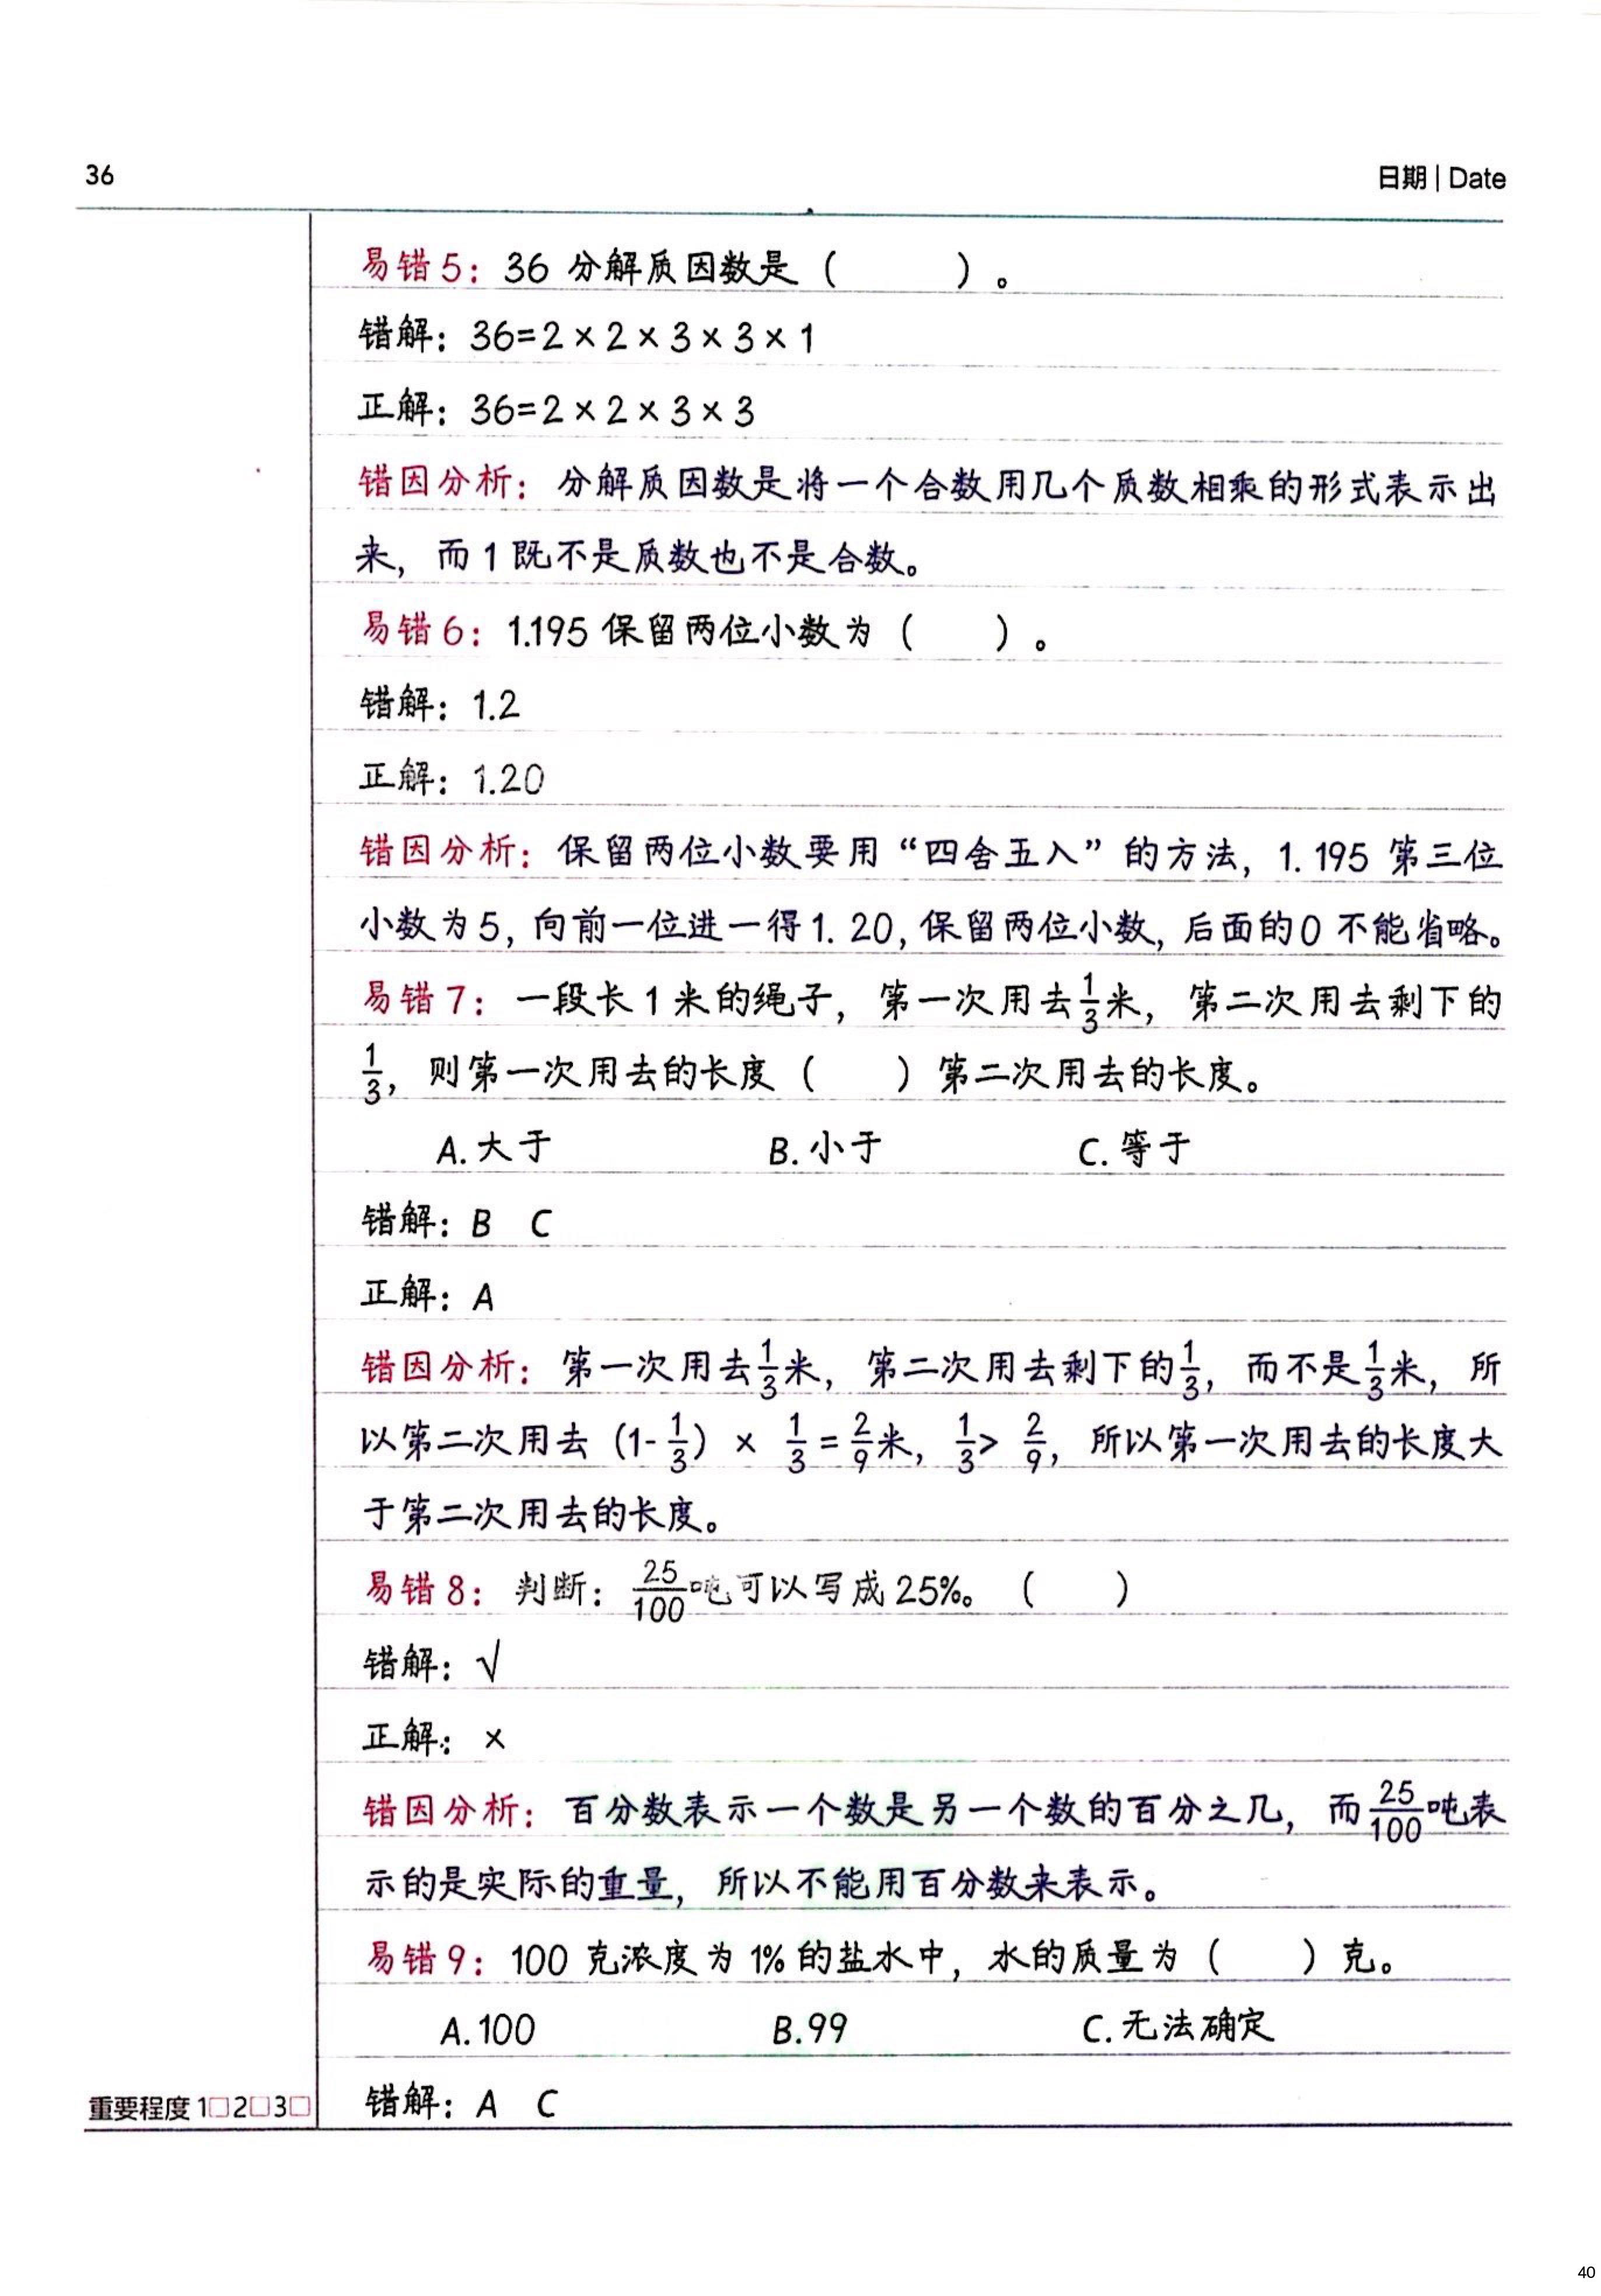 36
日期 | Date
易错5：36 分解质因数是（　　）。
错解：36=2×2×3×3×1
正解：36=2×2×3×3
错因分析：分解质因数是将一个合数用几个质数相乘的形式表示出
来，而1既不是质数也不是合数。
易错6：1.195保留两位小数为（　　）。
错解：1.2
正解：1.20
错因分析：保留两位小数要用“四舍五入”的方法，1.195 第三位
小数为5，向前一位进一得1.20，保留两位小数，后面的0不能省略。
易错7：一段长1米的绳子，第一次用去1/3米，第二次用去剩下的
1/3，则第一次用去的长度（　　）第二次用去的长度。
A.大于　B.小于　C.等于
错解：B　C
正解：A
错因分析：第一次用去1/3米，第二次用去剩下的1/3，而不是1/3米，所
以第二次用去（1-1/3）×1/3=2/9米，1/3>2/9，所以第一次用去的长度大
于第二次用去的长度。
易错8：判断：25/100吨可以写成25%。（　　）
错解：√
正解：×
错因分析：百分数表示一个数是另一个数的百分之几，而25/100吨表
示的是实际的重量，所以不能用百分数来表示。
易错9：100克浓度为1%的盐水中，水的质量为（　　）克。
A.100　B.99　C.无法确定
错解：A　C
重要程度 1□2□3□
40